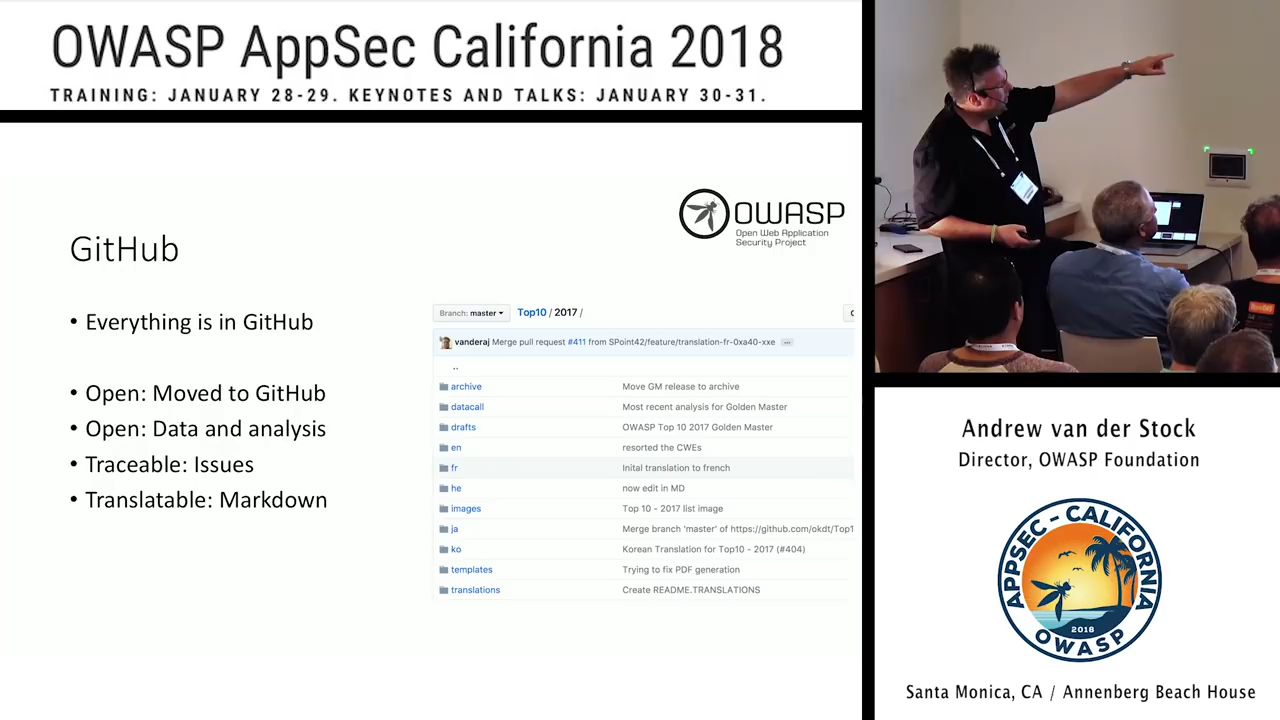 OWASP AppSec California 2018
TRAINING: JANUARY 28-29. KEYNOTES AND TALKS: JANUARY 30-31.
OWASP
Open Web Application
Security Project
GitHub
• Everything is in GitHub
• Open: Moved to GitHub
• Open: Data and analysis
• Traceable: Issues
• Translatable: Markdown
Branch: master
Top10 / 2017 /
vanderaj Merge pull request #411 from SPoint42/feature/translation-fr-0xa40-xxe ...
..
archive Move GM release to archive
datacall Most recent analysis for Golden Master
drafts OWASP Top 10 2017 Golden Master
en resorted the CWEs
fr Inital translation to french
he now edit in MD
images Top 10 - 2017 list image
ja Merge branch 'master' of https://github.com/okdt/Top1
ko Korean Translation for Top10 - 2017 (#404)
templates Trying to fix PDF generation
translations Create README.TRANSLATIONS
Andrew van der Stock
Director, OWASP Foundation
APPSEC - CALIFORNIA
2018
OWASP
Santa Monica, CA / Annenberg Beach House